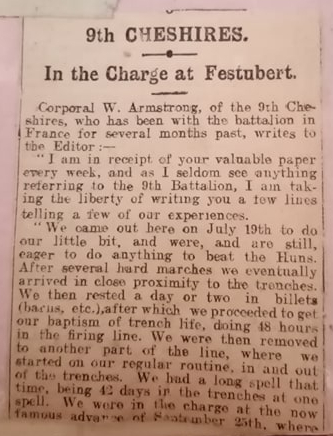 9th CHESHIRES.
In the Charge at Festubert.
Corporal W. Armstrong, of the 9th Che-
shires, who has been with the battalion in
France for several months past, writes to
the Editor :—
"I am in receipt of your valuable paper
every week, and as I seldom see anything
referring to the 9th Battalion, I am tak-
ing the liberty of writing you a few lines
telling a few of our experiences.
"We came out here on July 19th to do
our little bit, and were, and are still,
eager to do anything to beat the Huns.
After several hard marches we eventually
arrived in close proximity to the trenches.
We then rested a day or two in billets
(barns, etc.),after which we proceeded to get
our baptism of trench life, doing 48 hours
in the firing line. We were then removed
to another part of the line, where we
started on our regular routine, in and out
of the trenches. We had a long spell that
time, being 42 days in the trenches at one
spell. We were in the charge at the now
famous advance of September 25th, where